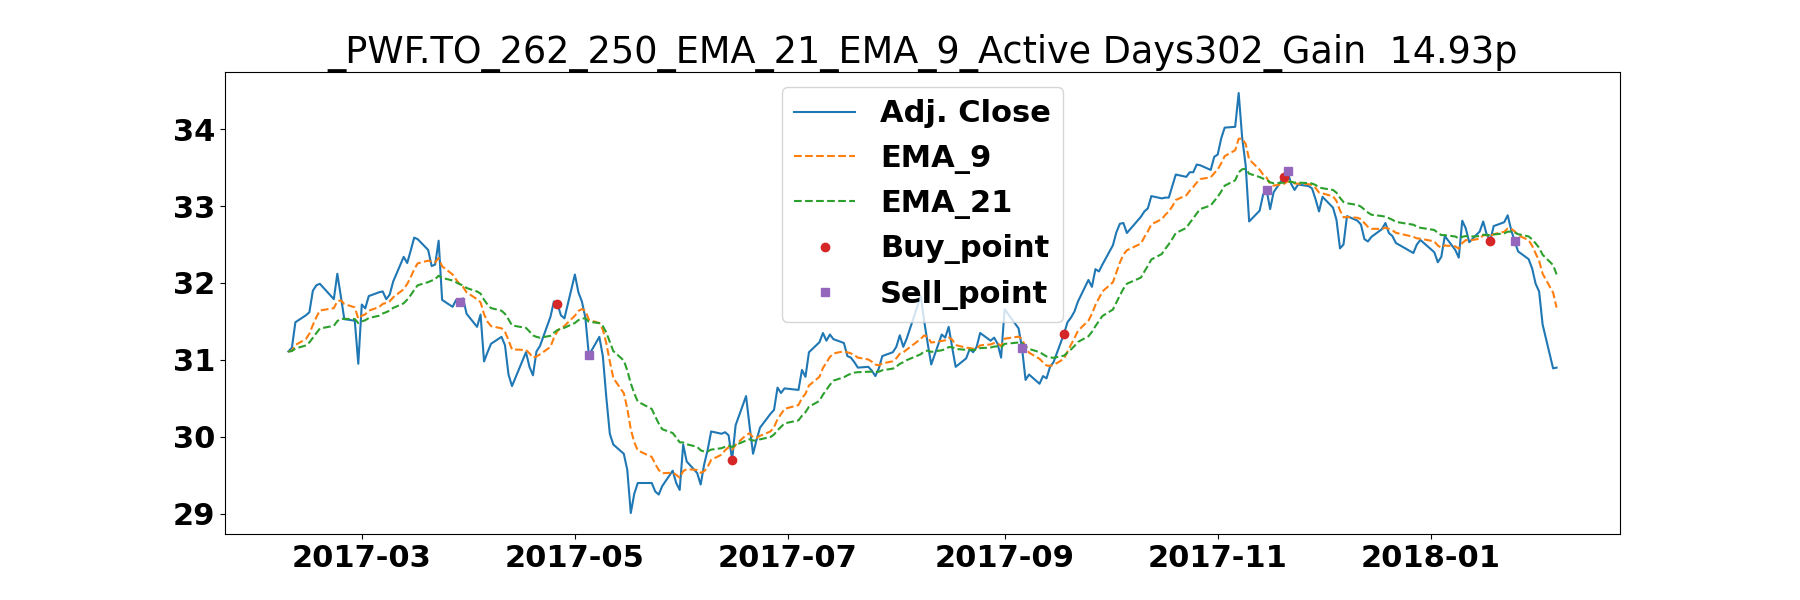 _PWF.TO_262_250_EMA_21_EMA_9_Active Days302_Gain  14.93p
Adj. Close
EMA_9
EMA_21
Buy_point
Sell_point
34
33
32
31
30
29
2017-03 2017-05 2017-07 2017-09 2017-11 2018-01